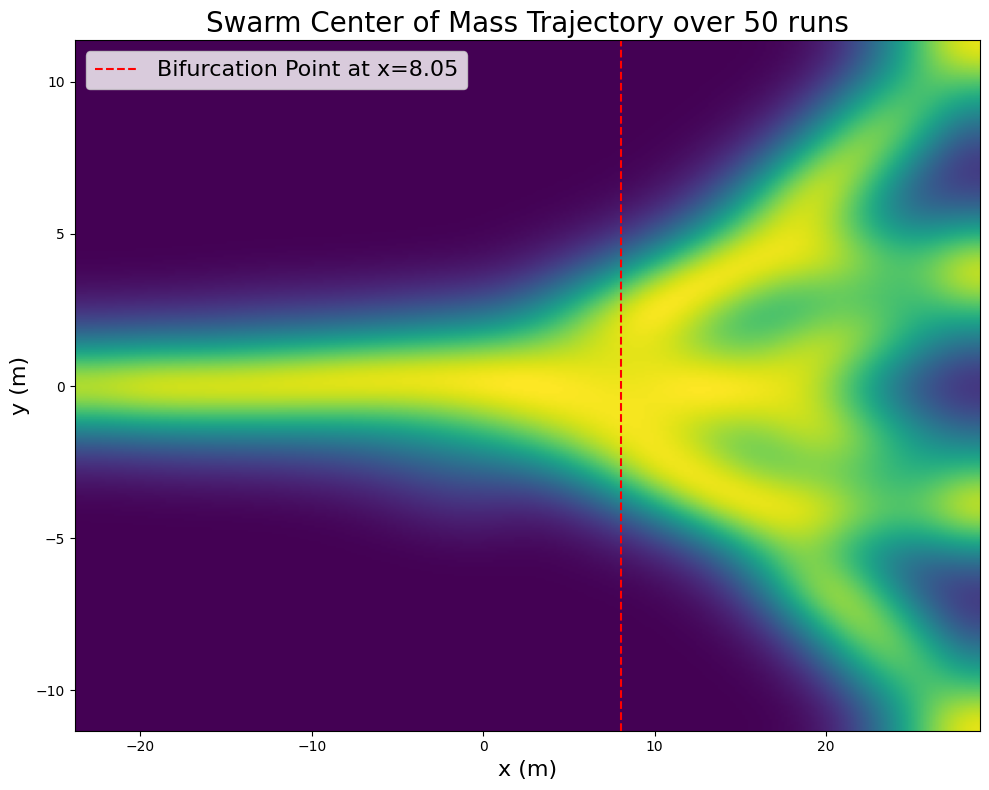 Swarm Center of Mass Trajectory over 50 runs
Bifurcation Point at x=8.05
10
5
0
−5
−10
y (m)
−20
−10
0
10
20
x (m)